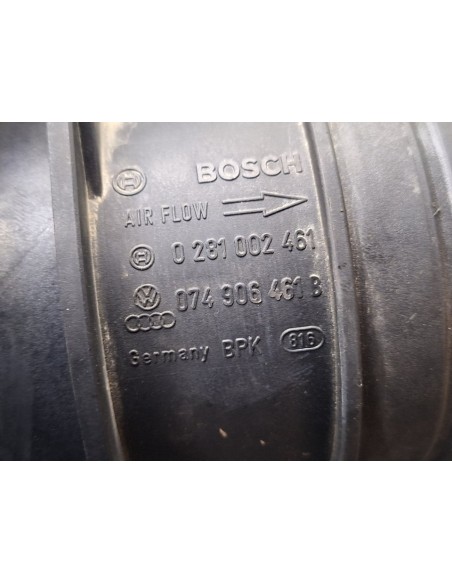 BOSCH
AIR FLOW
0 281 002 461
074 906 461 B
Germany BPK 816